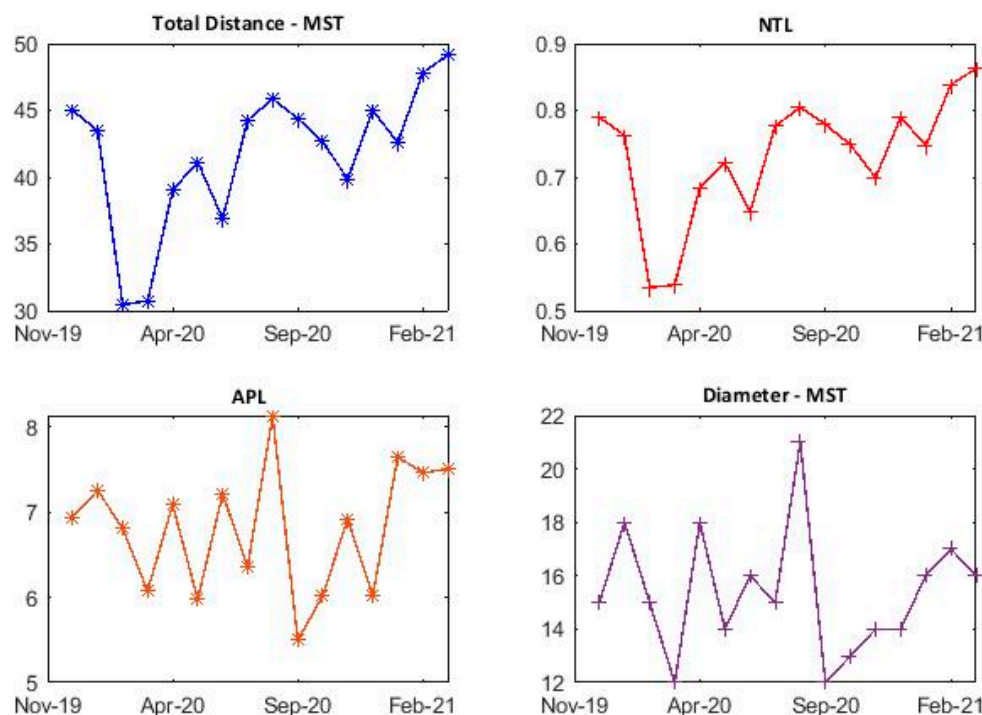 Total Distance - MST
50
45
40
35
30
Nov-19 Apr-20 Sep-20 Feb-21
NTL
0.9
0.8
0.7
0.6
0.5
Nov-19 Apr-20 Sep-20 Feb-21
APL
8
7
6
5
Nov-19 Apr-20 Sep-20 Feb-21
Diameter - MST
22
20
18
16
14
12
Nov-19 Apr-20 Sep-20 Feb-21